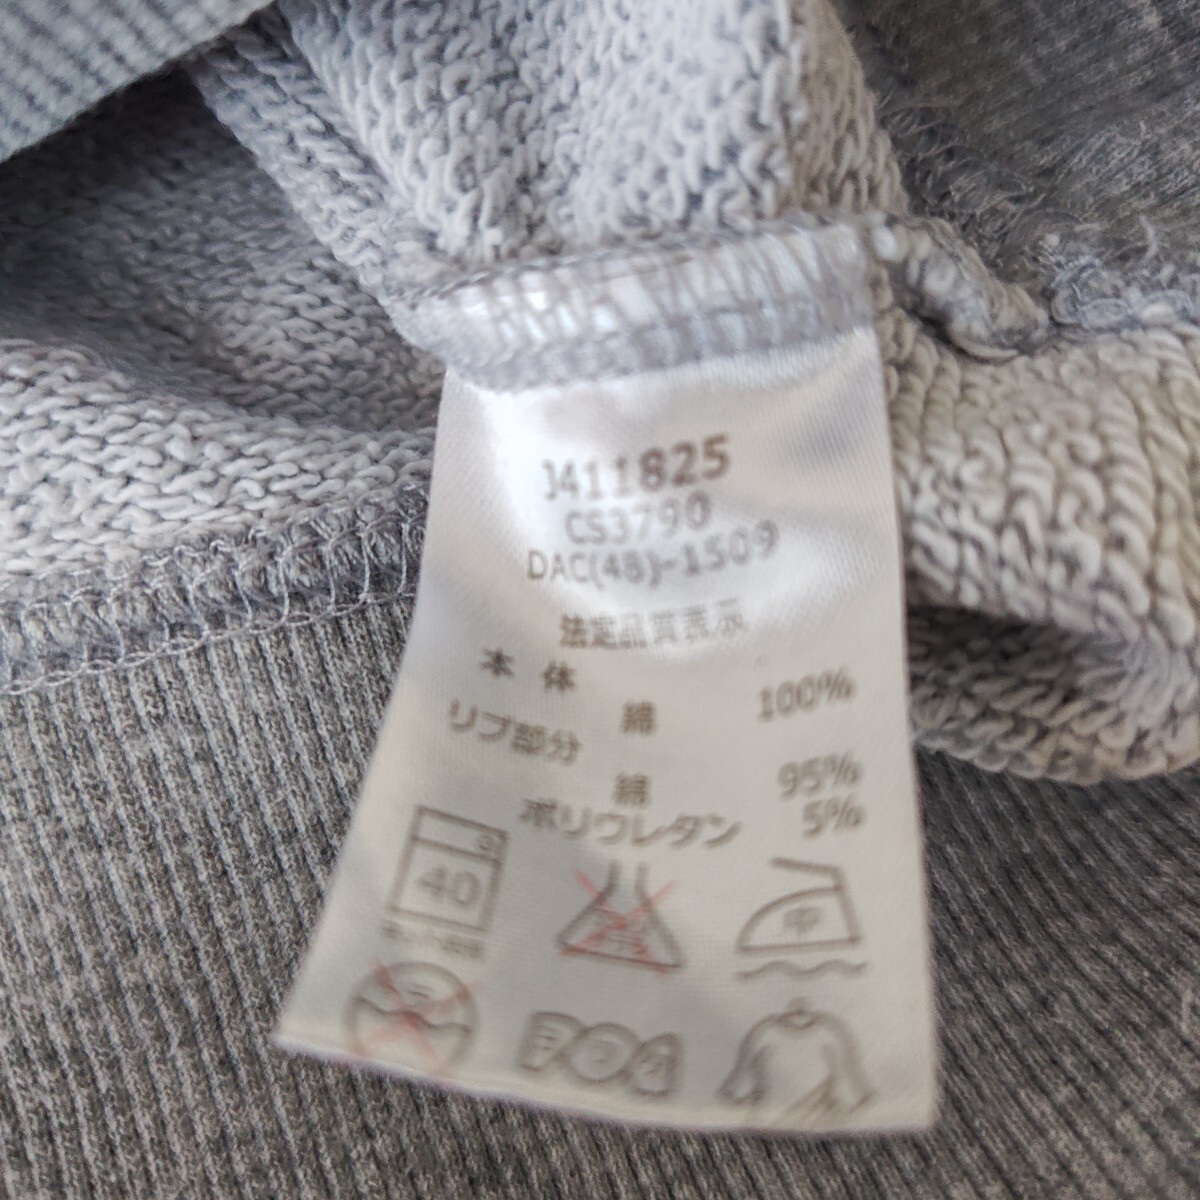 J411825
CS3790
DAC(48)-1509
法定品質表示
本体
綿 100%
リブ部分
綿 95%
ポリウレタン 5%
40
中